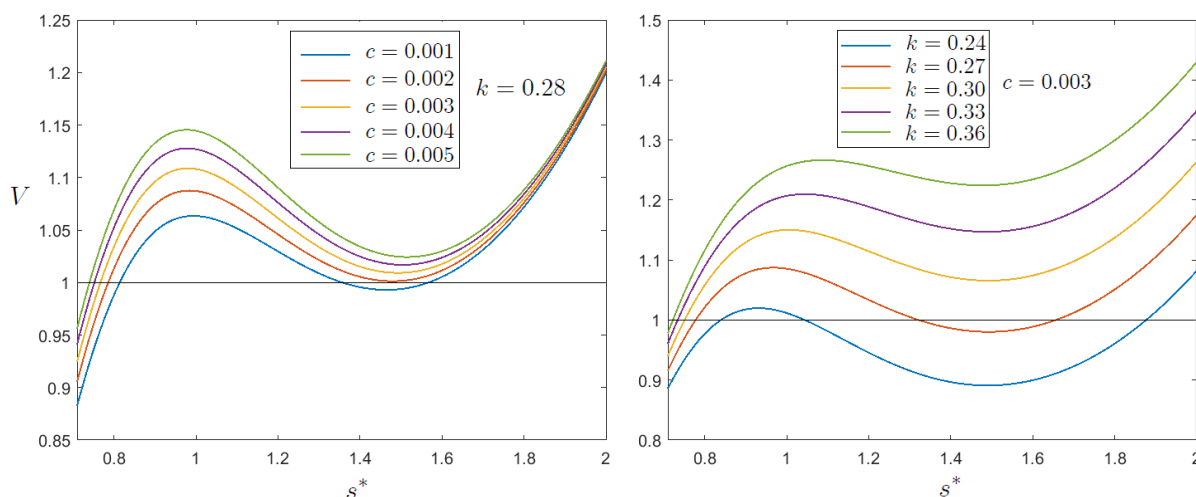 1.25
1.2
1.15
1.1
1.05
1
0.95
0.9
0.85
V
0.8
1
1.2
1.4
1.6
1.8
2
s*
c = 0.001
c = 0.002
c = 0.003
c = 0.004
c = 0.005
k = 0.28
1.5
1.4
1.3
1.2
1.1
1
0.9
0.8
0.8
1
1.2
1.4
1.6
1.8
2
s*
k = 0.24
k = 0.27
k = 0.30
k = 0.33
k = 0.36
c = 0.003